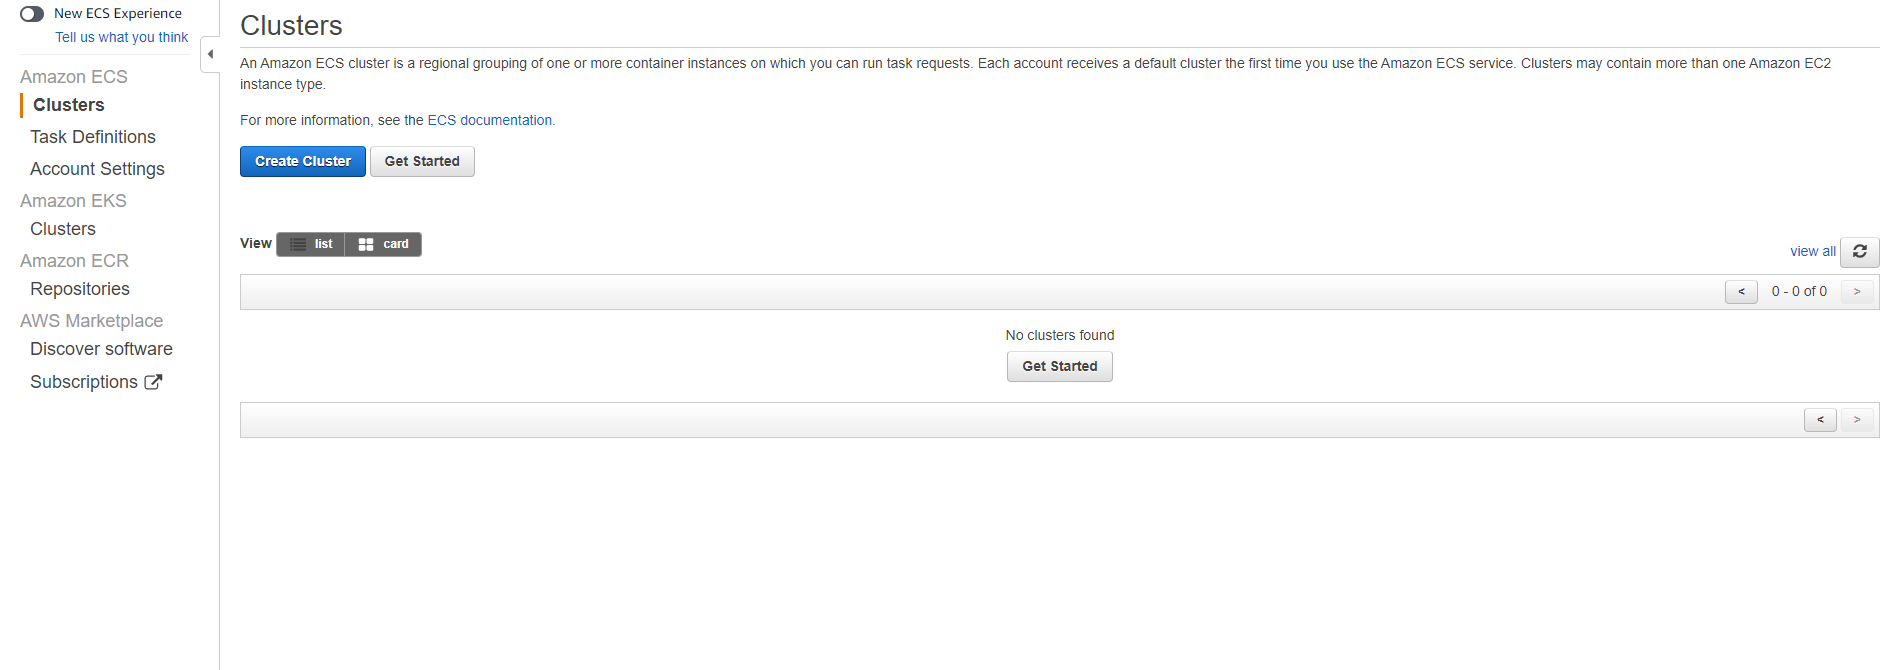 New ECS Experience
Tell us what you think
Amazon ECS
Clusters
Task Definitions
Account Settings
Amazon EKS
Clusters
Amazon ECR
Repositories
AWS Marketplace
Discover software
Subscriptions
Clusters
An Amazon ECS cluster is a regional grouping of one or more container instances on which you can run task requests. Each account receives a default cluster the first time you use the Amazon ECS service. Clusters may contain more than one Amazon EC2
instance type.
For more information, see the ECS documentation.
Create Cluster Get Started
View list card
view all
< 0 - 0 of 0 >
No clusters found
Get Started
< >